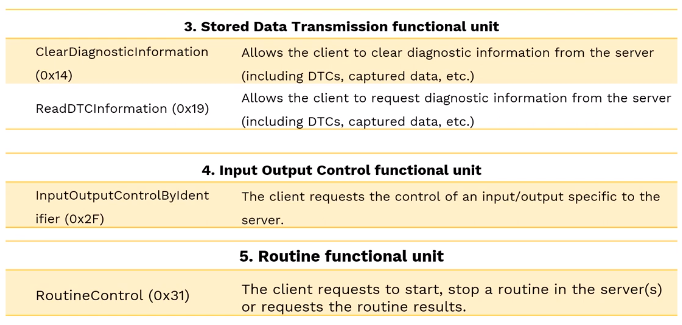 3. Stored Data Transmission functional unit
ClearDiagnosticInformation
(0x14)
Allows the client to clear diagnostic information from the server
(including DTCs, captured data, etc.)
ReadDTCInformation (0x19)
Allows the client to request diagnostic information from the server
(including DTCs, captured data, etc.)
4. Input Output Control functional unit
InputOutputControlByIdent
ifier (0x2F)
The client requests the control of an input/output specific to the
server.
5. Routine functional unit
RoutineControl (0x31)
The client requests to start, stop a routine in the server(s)
or requests the routine results.